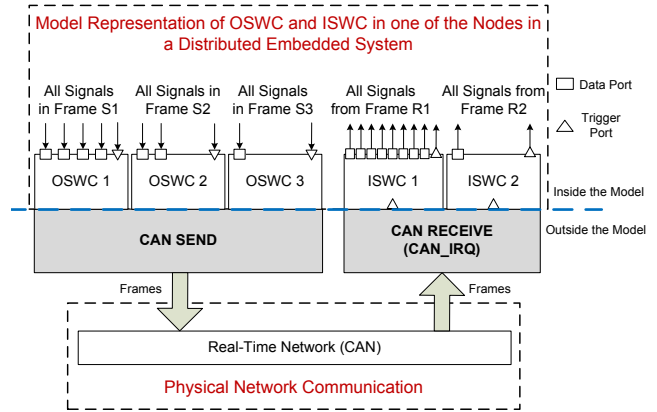 Model Representation of OSWC and ISWC in one of the Nodes in
a Distributed Embedded System
All Signals
in Frame S1
All Signals in
Frame S2
All Signals
in Frame S3
All Signals
from Frame R1
All Signals from
Frame R2
Data Port
Trigger
Port
OSWC 1
OSWC 2
OSWC 3
ISWC 1
ISWC 2
Inside the Model
Outside the Model
CAN SEND
CAN RECEIVE
(CAN_IRQ)
Frames
Frames
Real-Time Network (CAN)
Physical Network Communication